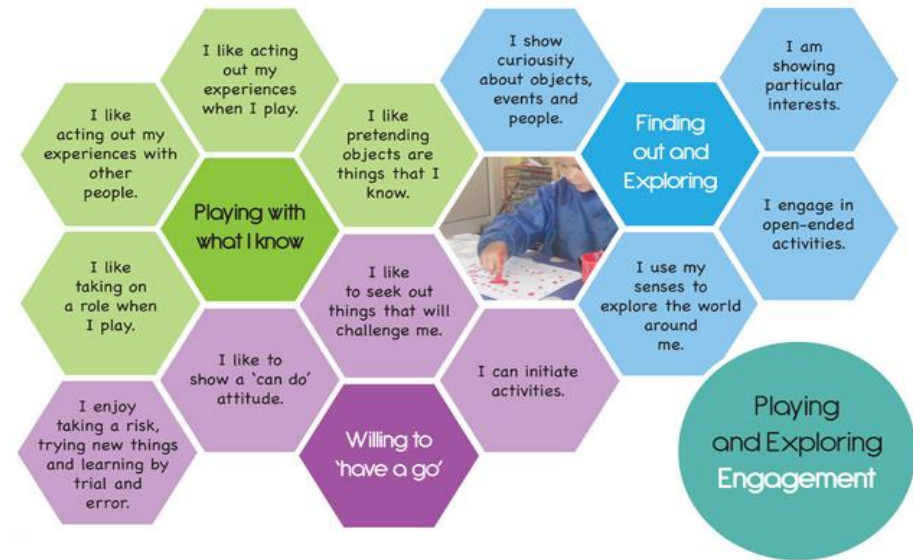 I like acting
out my
experiences
when I play.
I like
acting out my
experiences with
other
people.
I like
pretending
objects are
things that I
know.
Playing with
what I know
I like
taking on
a role when
I play.
I show
curiousity
about objects,
events and
people.
Finding
out and
Exploring
I am
showing
particular
interests.
I engage in
open-ended
activities.
I use my
senses to
explore the world
around
me.
I like
to seek out
things that will
challenge me.
I like to
show a ‘can do’
attitude.
I can initiate
activities.
I enjoy
taking a risk,
trying new things
and learning by
trial and
error.
Willing to
‘have a go’
Playing
and Exploring
Engagement